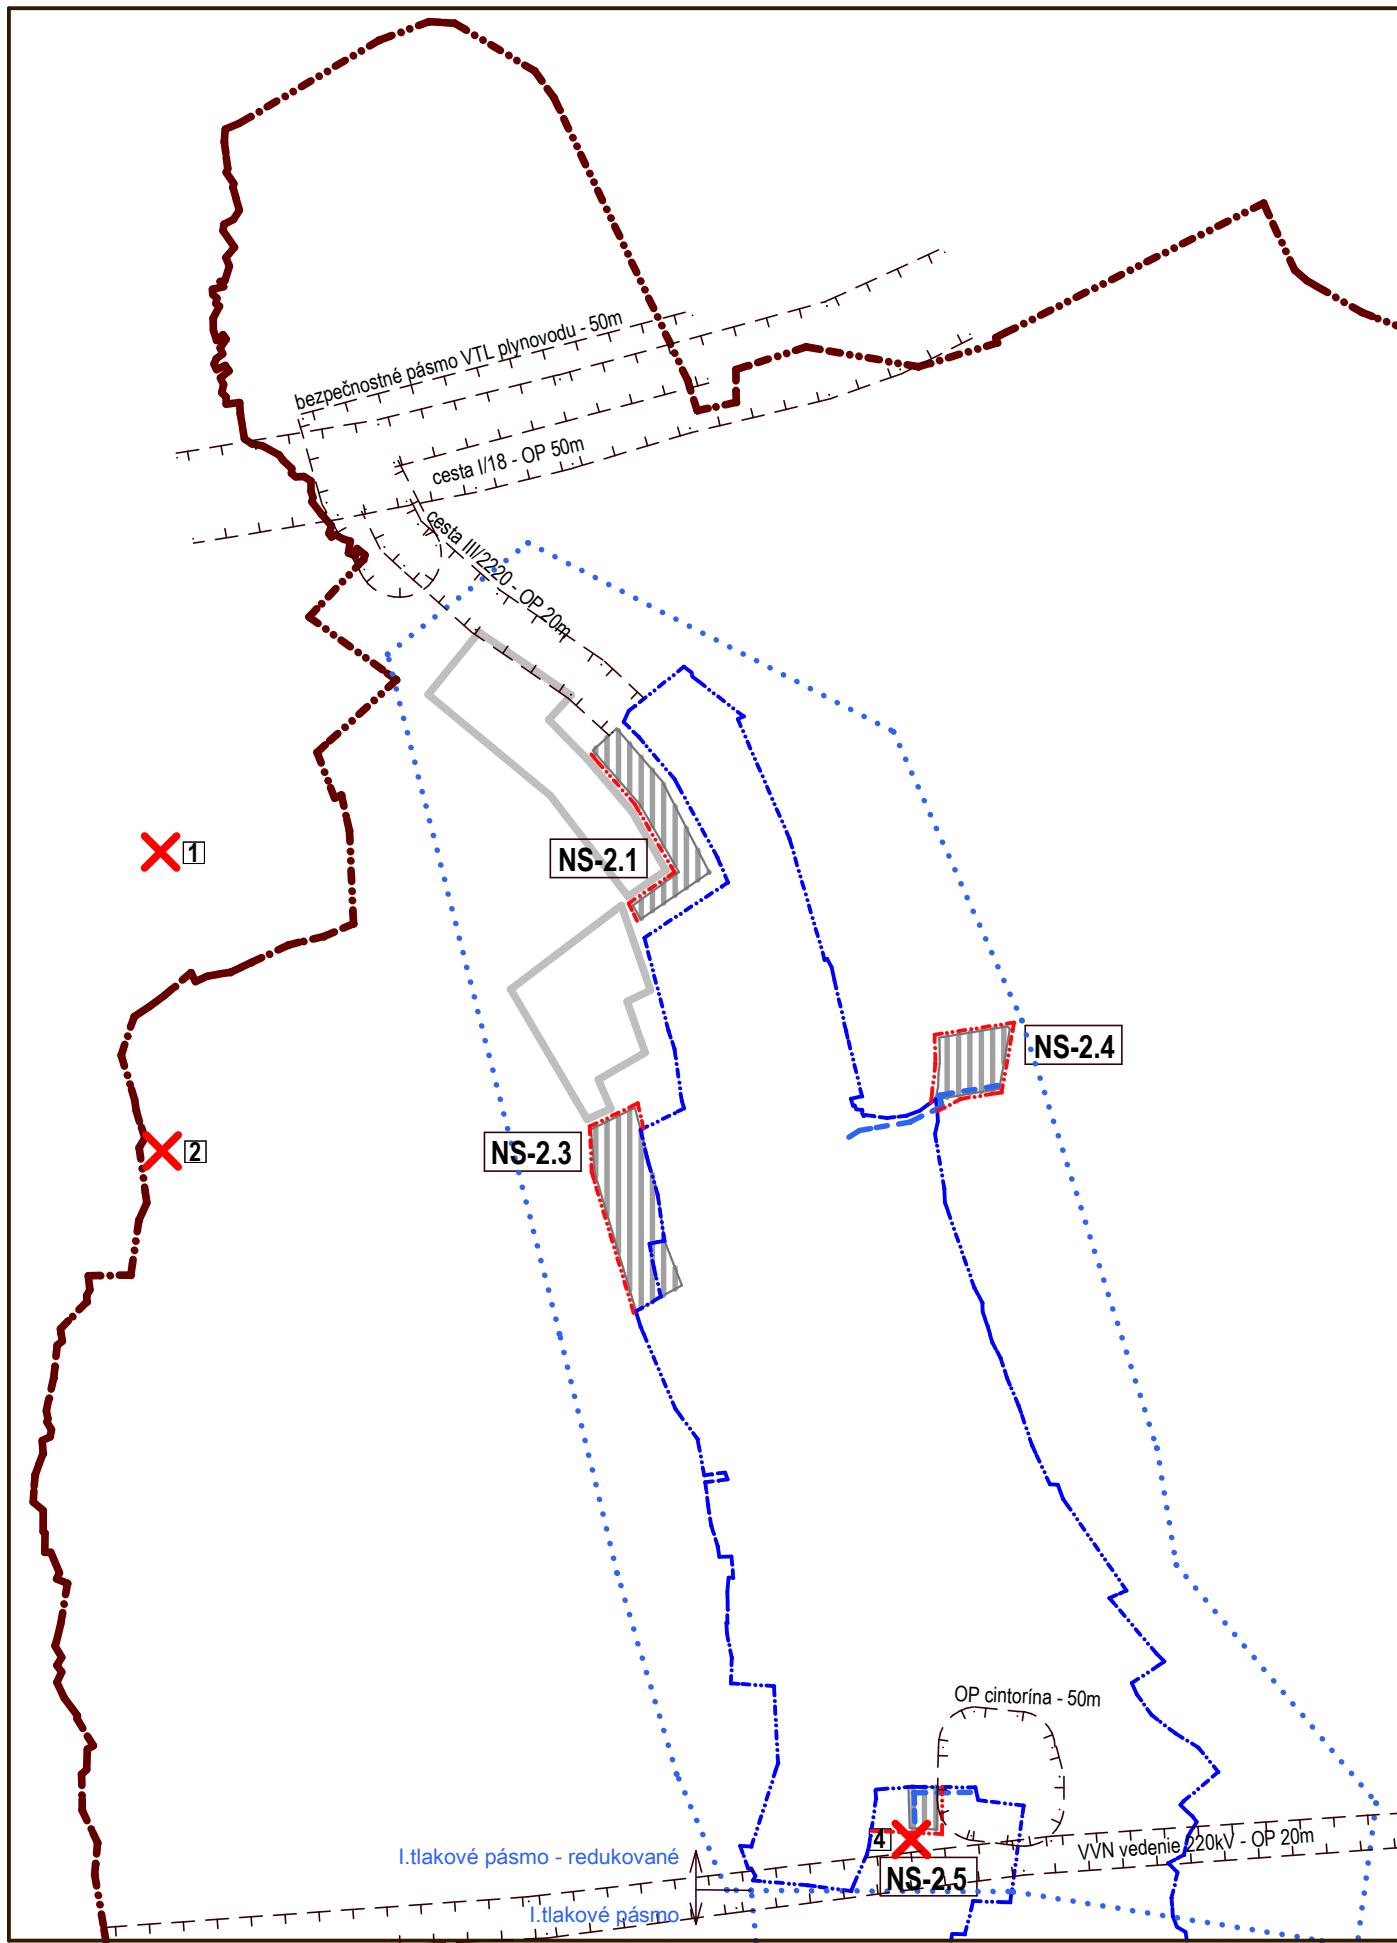 bezpečnostné pásmo VTL plynovodu - 50m
cesta I/18 - OP 50m
cesta III/2220 - OP 20m
1
NS-2.1
NS-2.4
2
NS-2.3
OP cintorína - 50m
4
I.tlakové pásmo - redukované
VVN vedenie 220kV - OP 20m
NS-2.5
I.tlakové pásmo